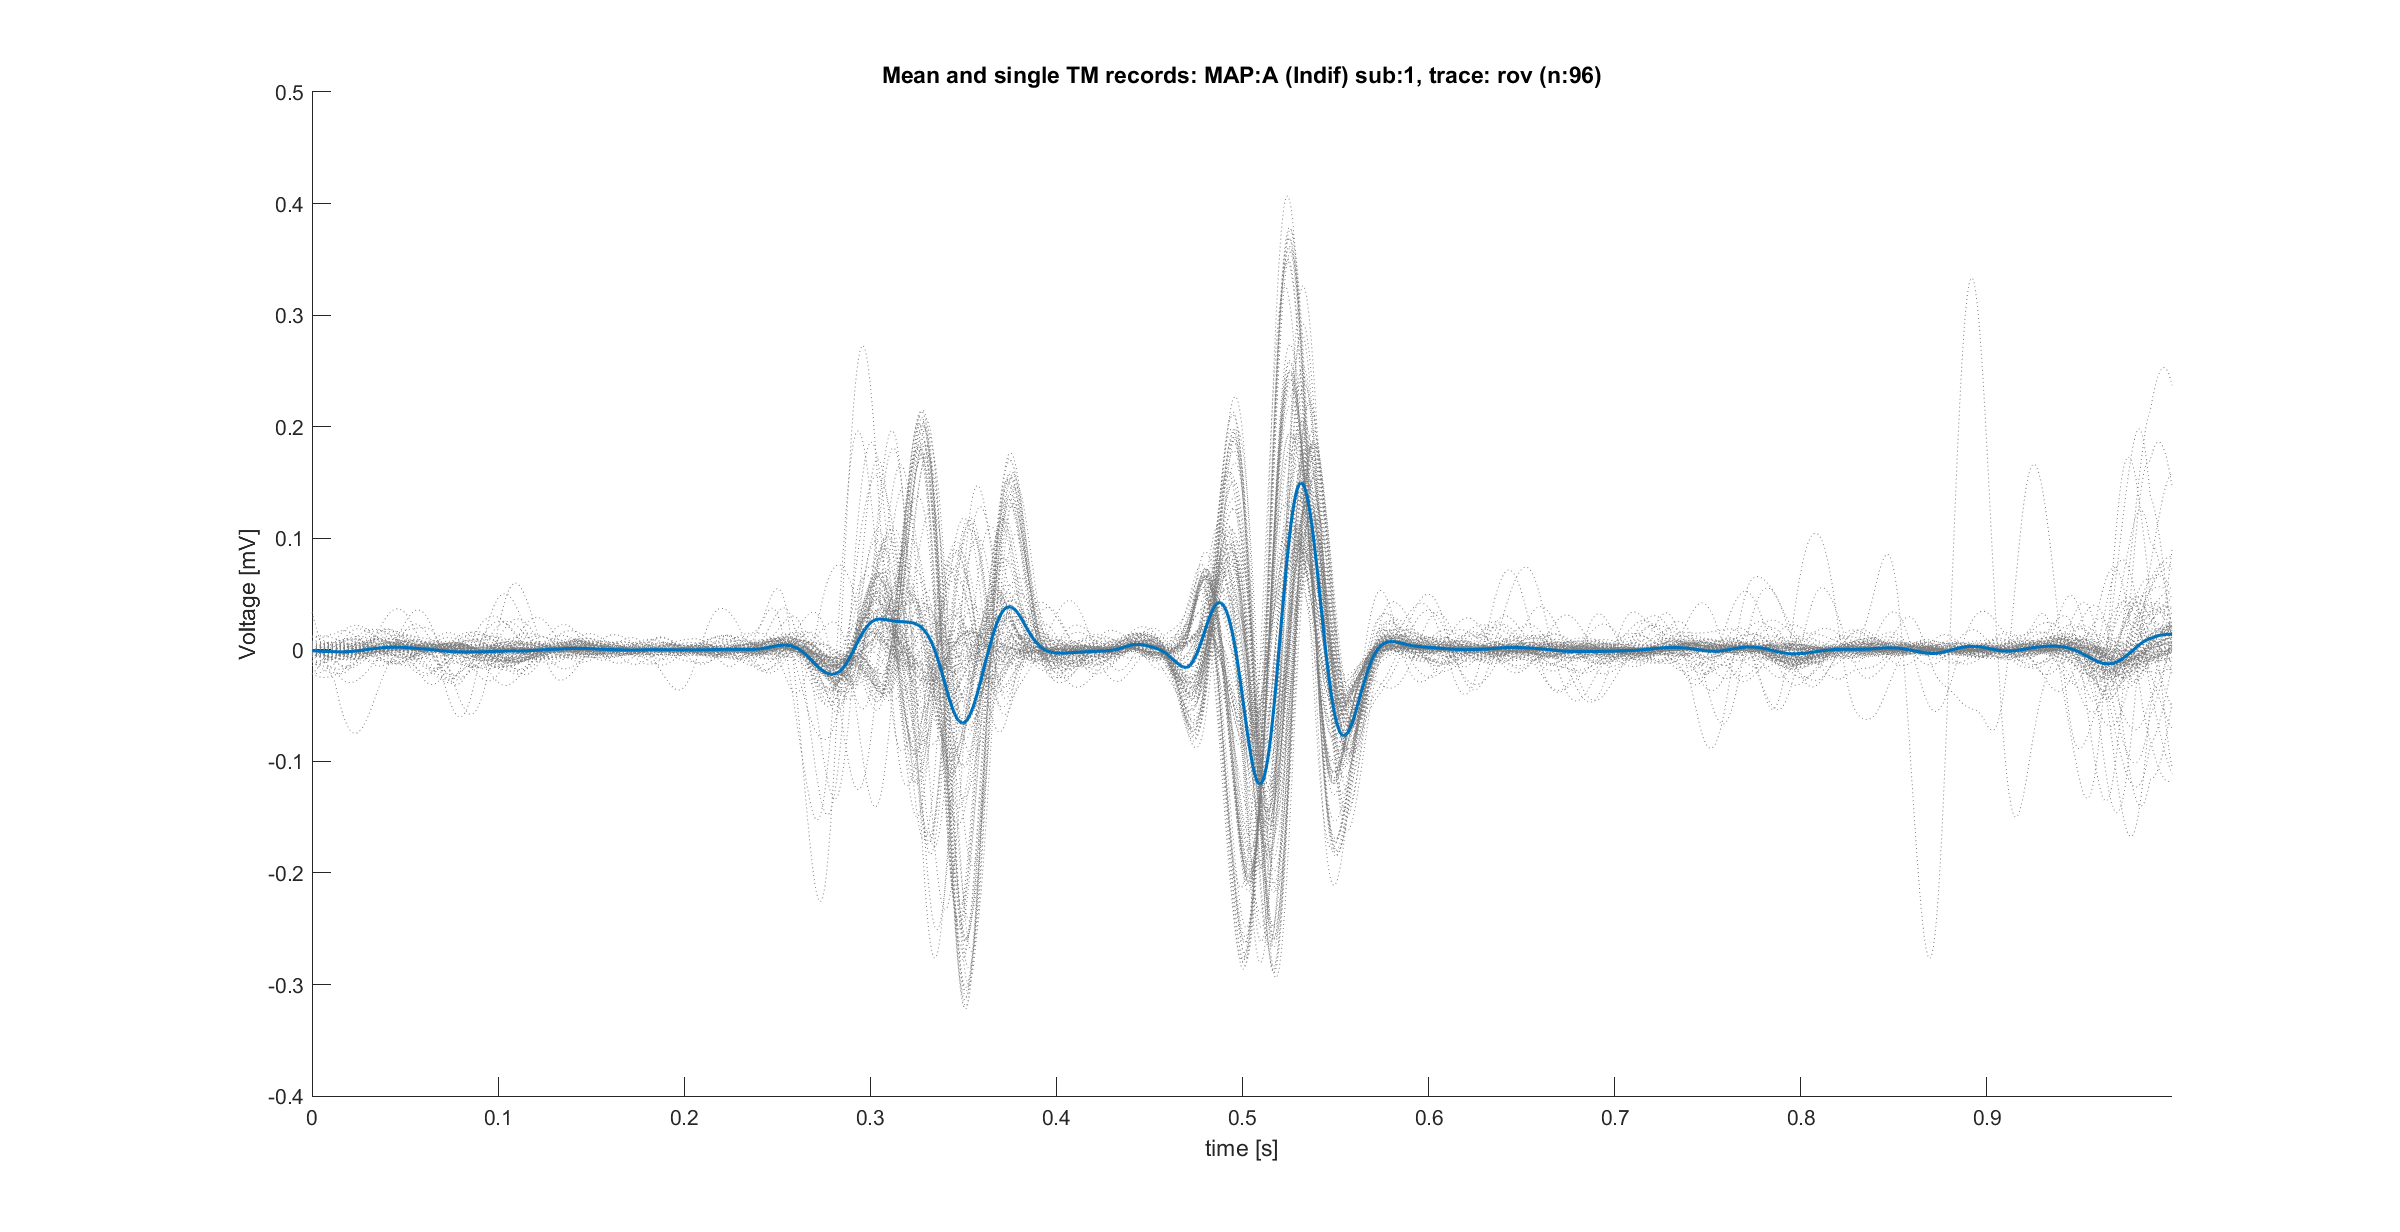 Mean and single TM records: MAP:A (Indif) sub:1, trace: rov (n:96)
0.5
0.4
0.3
0.2
0.1
0
-0.1
-0.2
-0.3
-0.4
Voltage [mV]
0 0.1 0.2 0.3 0.4 0.5 0.6 0.7 0.8 0.9
time [s]